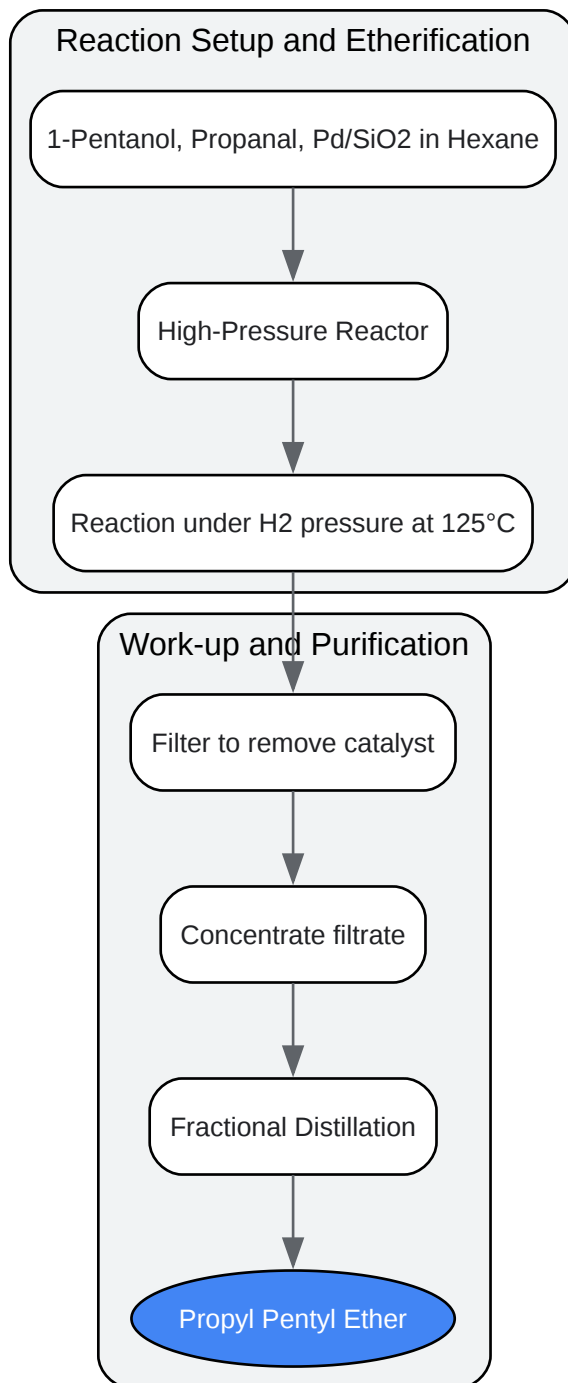 Reaction Setup and Etherification
1-Pentanol, Propanal, Pd/SiO2 in Hexane
High-Pressure Reactor
Reaction under H2 pressure at 125°C
Work-up and Purification
Filter to remove catalyst
Concentrate filtrate
Fractional Distillation
Propyl Pentyl Ether